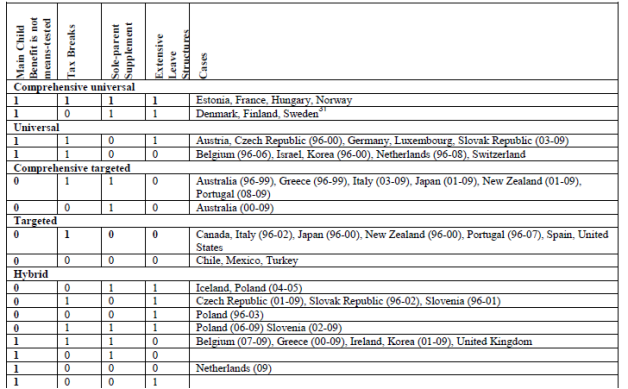 Main Child Benefit is not means-tested
Tax Breaks
Sole-parent Supplement
Extensive Leave Structures
Cases
Comprehensive universal
1 1 1 1 Estonia, France, Hungary, Norway
1 0 1 1 Denmark, Finland, Sweden31
Universal
1 1 0 1 Austria, Czech Republic (96-00), Germany, Luxembourg, Slovak Republic (03-09)
1 1 0 0 Belgium (96-06), Israel, Korea (96-00), Netherlands (96-08), Switzerland
Comprehensive targeted
0 1 1 0 Australia (96-99), Greece (96-99), Italy (03-09), Japan (01-09), New Zealand (01-09),
Portugal (08-09)
0 0 1 0 Australia (00-09)
Targeted
0 1 0 0 Canada, Italy (96-02), Japan (96-00), New Zealand (96-00), Portugal (96-07), Spain, United
States
0 0 0 0 Chile, Mexico, Turkey
Hybrid
0 0 1 1 Iceland, Poland (04-05)
0 1 0 1 Czech Republic (01-09), Slovak Republic (96-02), Slovenia (96-01)
0 0 0 1 Poland (96-03)
0 1 1 1 Poland (06-09) Slovenia (02-09)
1 1 1 0 Belgium (07-09), Greece (00-09), Ireland, Korea (01-09), United Kingdom
1 0 1 0
1 0 0 0 Netherlands (09)
1 0 0 1